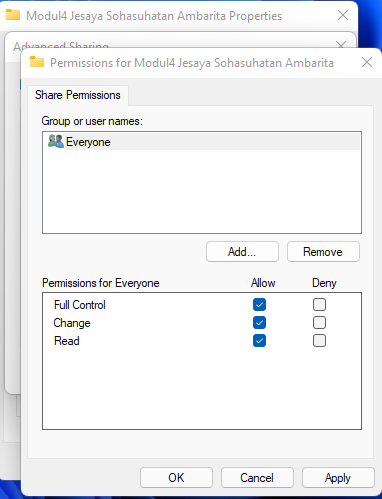 Modul4 Jesaya Sohasuhatan Ambarita Properties
Advanced Sharing
Permissions for Modul4 Jesaya Sohasuhatan Ambarita
Share Permissions
Group or user names:
Everyone
Add...
Remove
Permissions for Everyone
Allow
Deny
Full Control
Change
Read
OK
Cancel
Apply